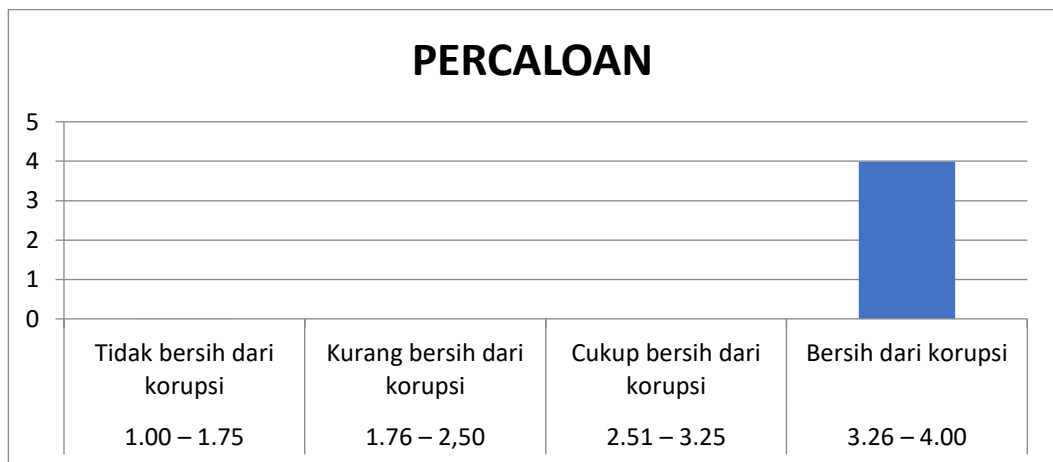 PERCALOAN
5
4
3
2
1
0
Tidak bersih dari korupsi
Kurang bersih dari korupsi
Cukup bersih dari korupsi
Bersih dari korupsi
1.00 – 1.75
1.76 – 2,50
2.51 – 3.25
3.26 – 4.00